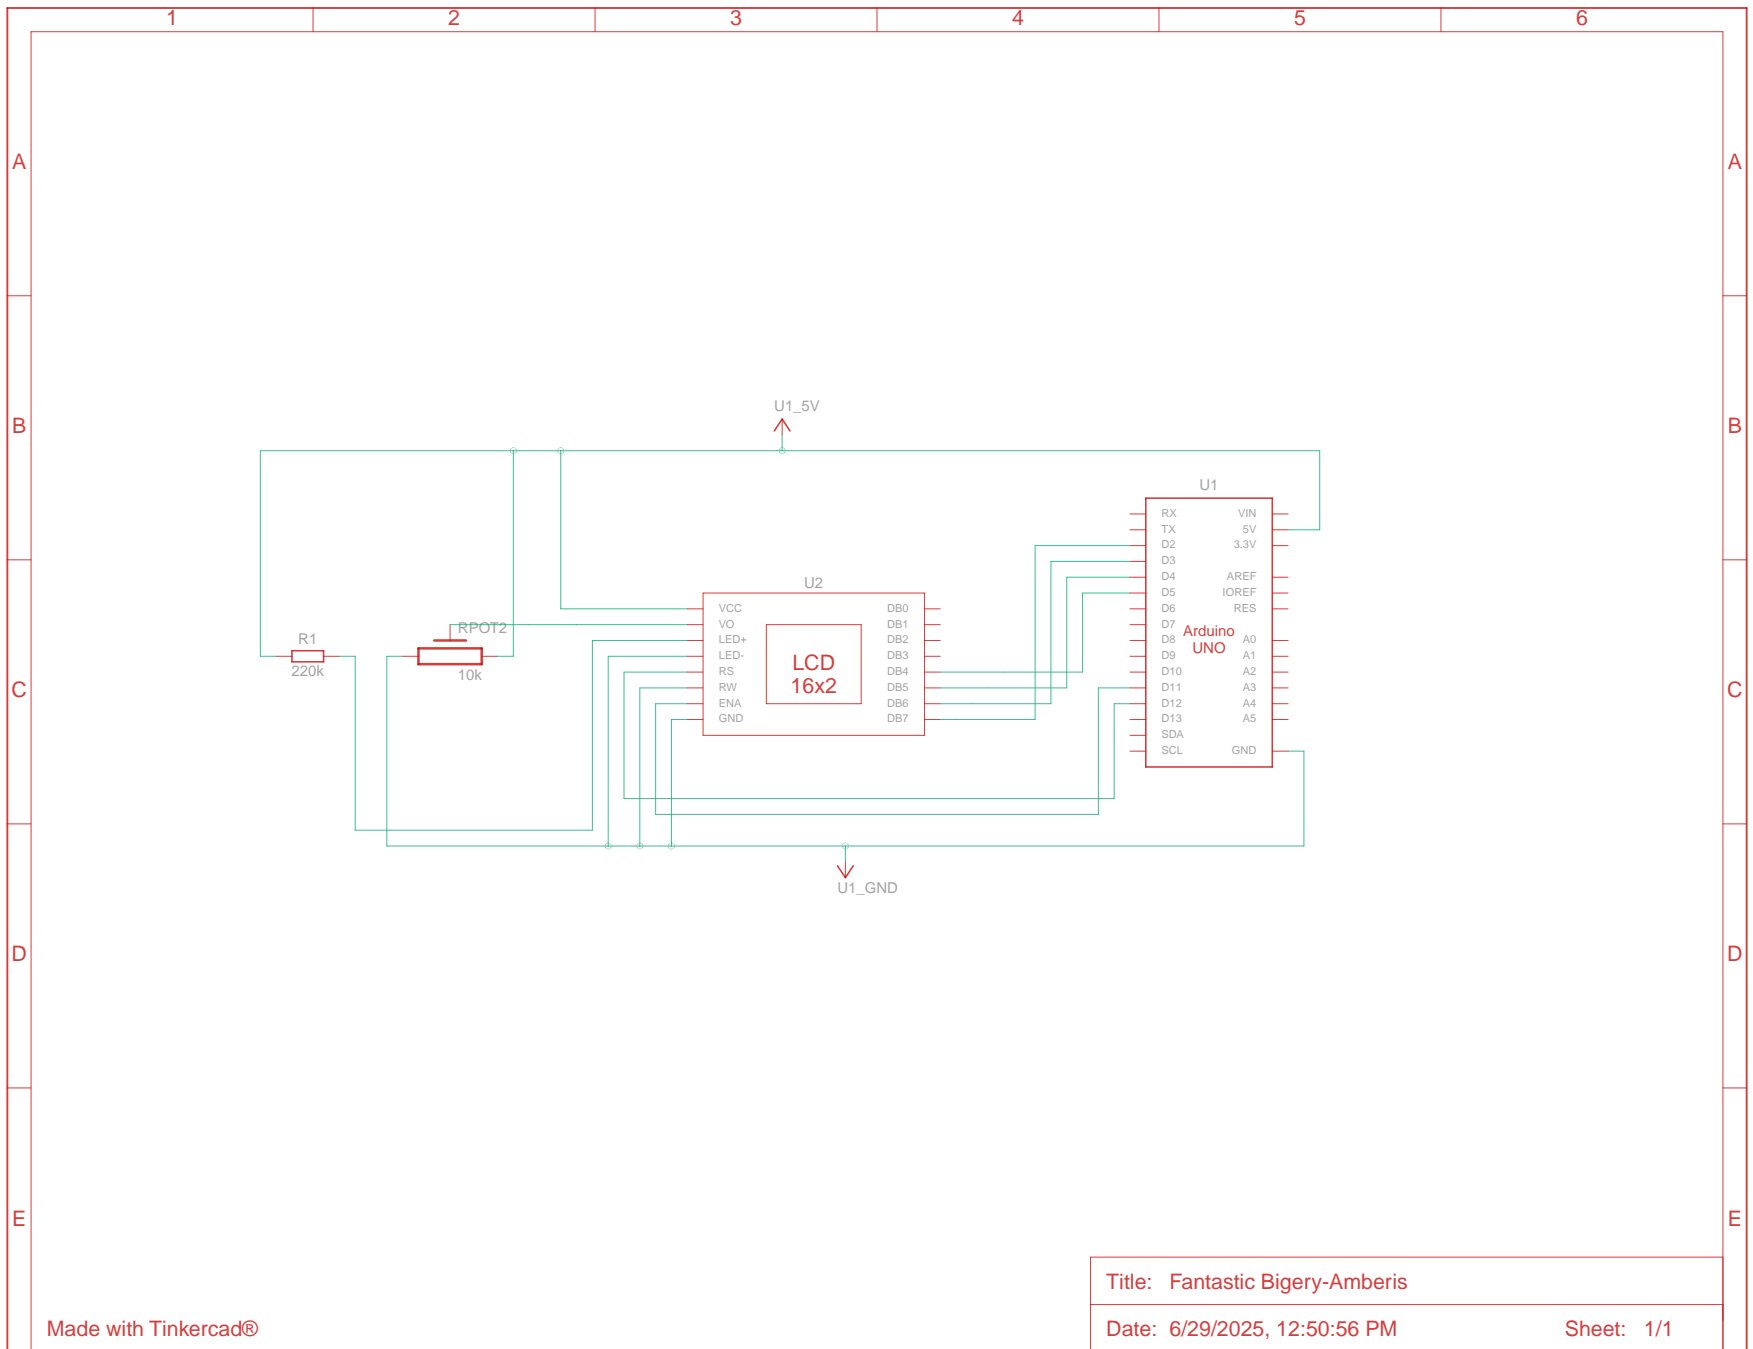 1 2 3 4 5 6
A A
U1_5V
B B
U1
RX VIN
TX 5V
D2 3.3V
D3
D4 AREF
D5 IOREF
D6 RES
D7
D8 A0
D9 A1
D10 A2
D11 A3
D12 A4
D13 A5
SDA
SCL GND
Arduino
UNO
U2
VCC DB0
VO DB1
LED+ DB2
LED- DB3
RS DB4
RW DB5
ENA DB6
GND DB7
LCD
16x2
R1
220k
RPOT2
10k
C C
U1_GND
D D
E E
Title: Fantastic Bigery-Amberis
Made with Tinkercad®
Date: 6/29/2025, 12:50:56 PM Sheet: 1/1